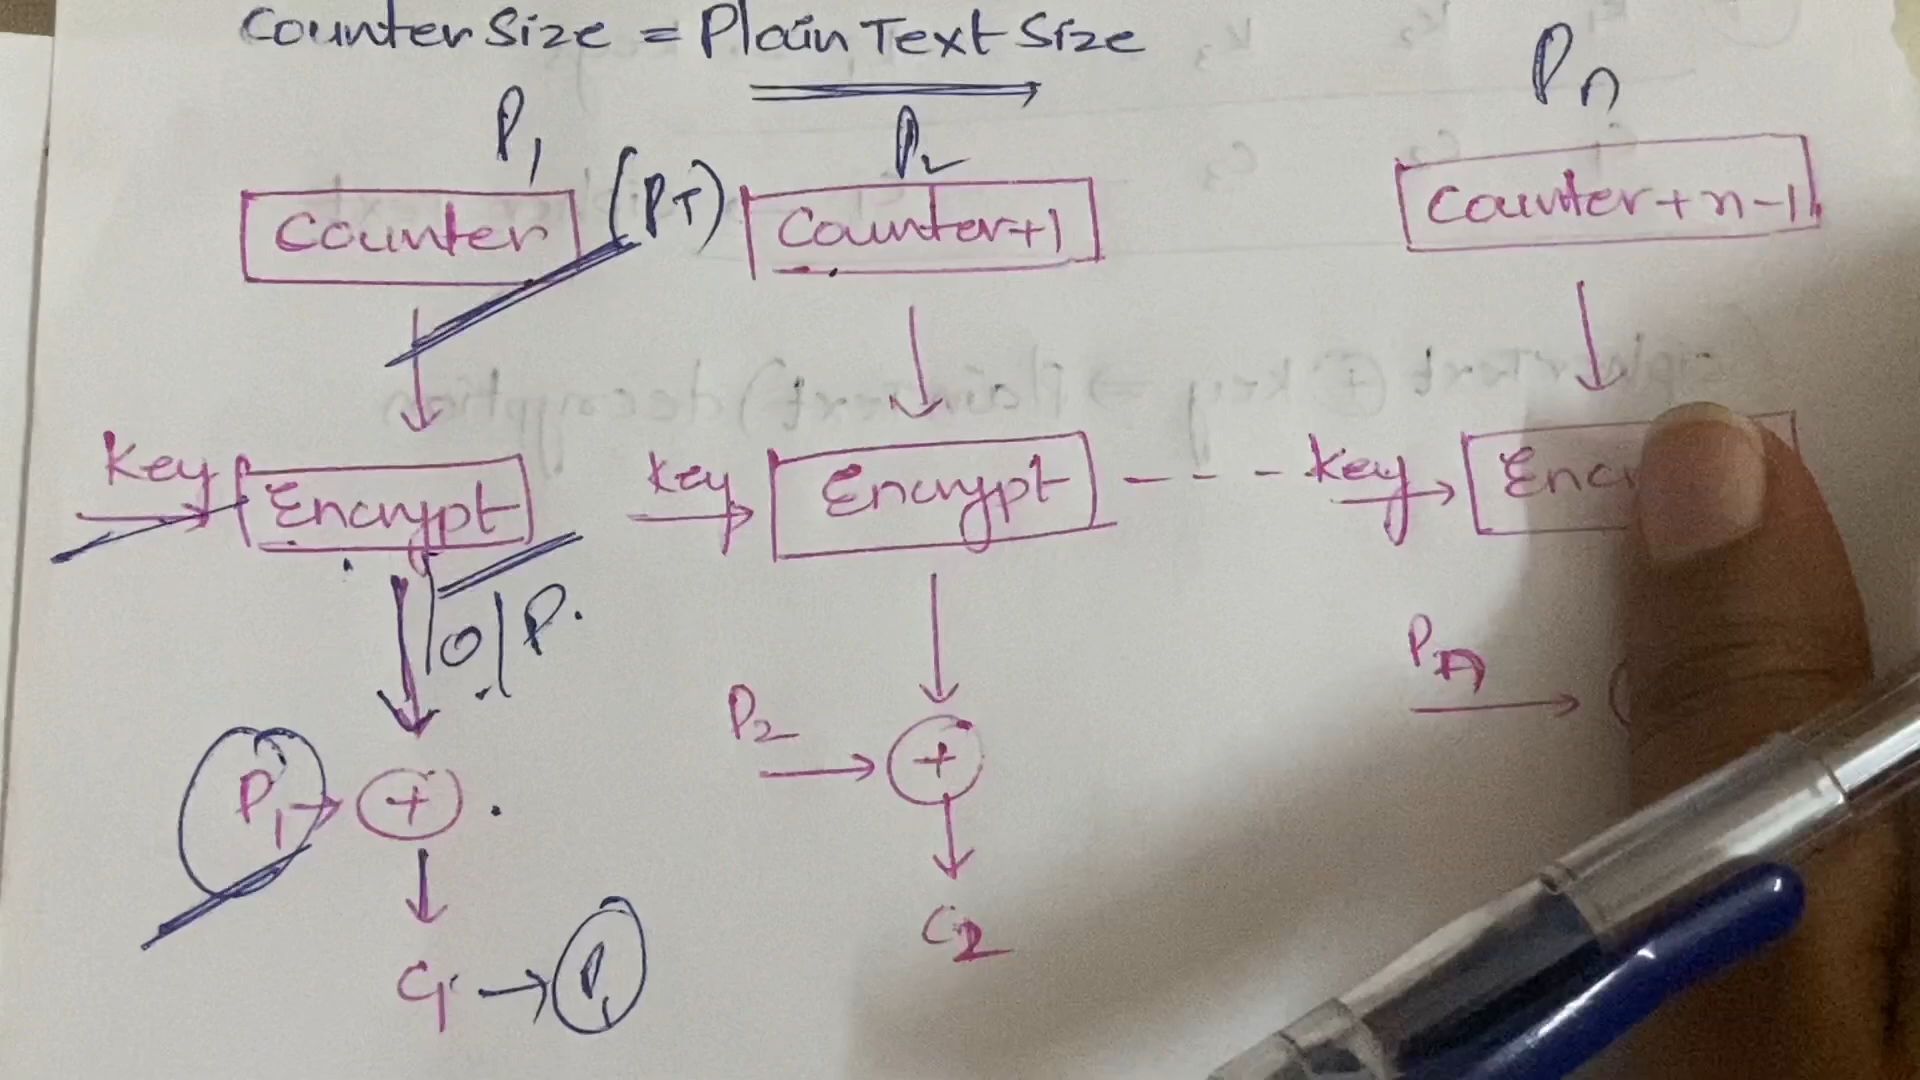 Counter Size = Plain Text Size
P1 P2 Pn
Counter (PT) Counter+1 Counter+n-1
Key Encrypt Key Encrypt - - - Key Enc
O/P.
P1 + P2 + Pn
C1 → P1 C2